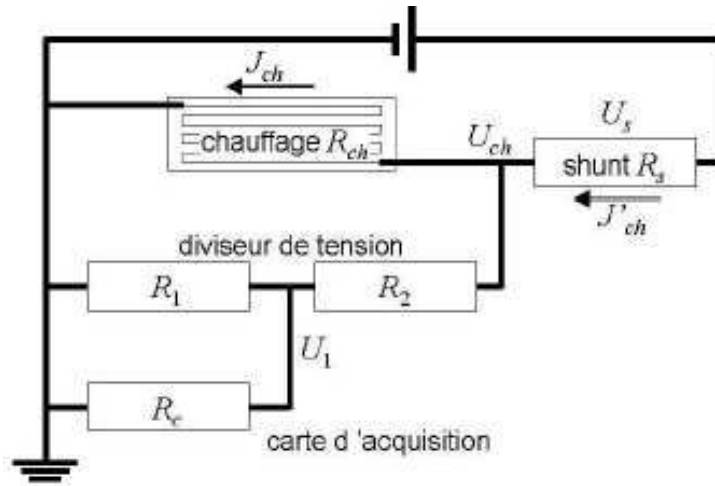 J_ch
chauffage R_ch
U_ch
U_s
shunt R_s
J'_ch
diviseur de tension
R_1
R_2
U_1
R_e
carte d 'acquisition